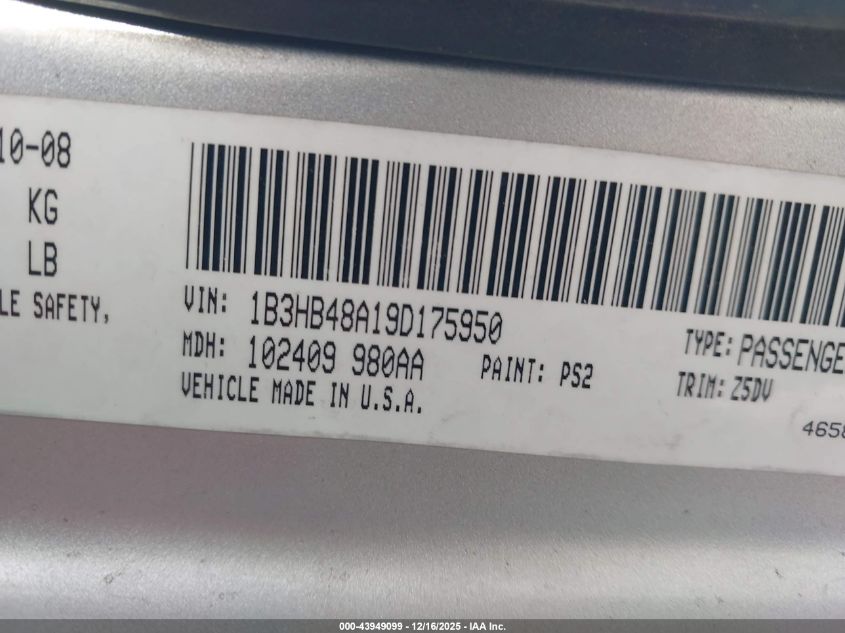 10-08
KG
LB
LE SAFETY,
VIN: 1B3HB48A19D175950
MDH: 102409 980AA
PAINT: PS2
VEHICLE MADE IN U.S.A.
TYPE: PASSENGE
TRIM: Z5DV
4658
000-43949099 - 12/16/2025 - IAA Inc.